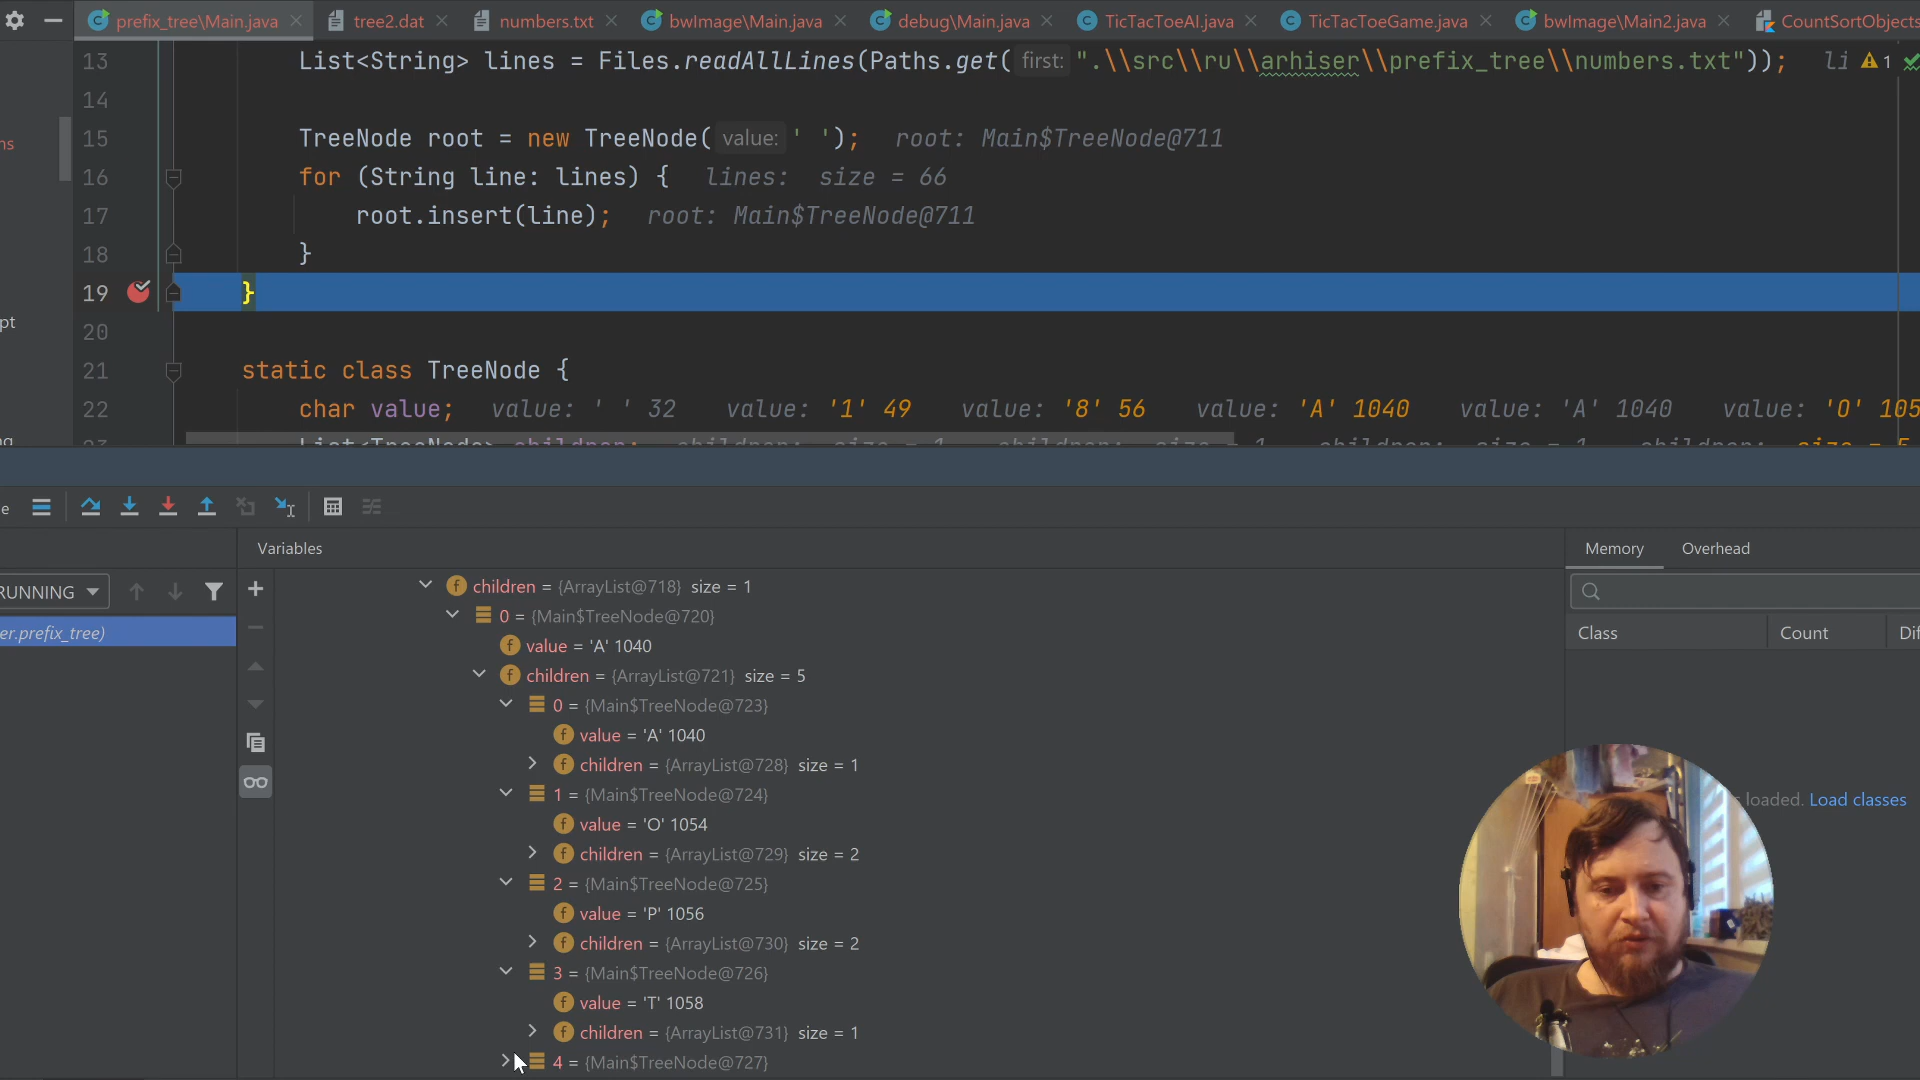 prefix_tree\Main.java
tree2.dat
numbers.txt
bwImage\Main.java
debug\Main.java
TicTacToeAI.java
TicTacToeGame.java
bwImage\Main2.java
CountSortObjects
13 List<String> lines = Files.readAllLines(Paths.get( first: ".\\src\\ru\\arhiser\\prefix_tree\\numbers.txt")); li 1
14
15 TreeNode root = new TreeNode( value: ' '); root: Main$TreeNode@711
16 for (String line: lines) { lines: size = 66
17 root.insert(line); root: Main$TreeNode@711
18 }
19 }
20
21 static class TreeNode {
22 char value; value: ' ' 32 value: '1' 49 value: '8' 56 value: 'А' 1040 value: 'А' 1040 value: 'О' 105
ns
pt
Variables
Memory
Overhead
RUNNING
er.prefix_tree)
Class
Count
children = {ArrayList@718} size = 1
0 = {Main$TreeNode@720}
value = 'А' 1040
children = {ArrayList@721} size = 5
0 = {Main$TreeNode@723}
value = 'А' 1040
children = {ArrayList@728} size = 1
1 = {Main$TreeNode@724}
value = 'О' 1054
children = {ArrayList@729} size = 2
2 = {Main$TreeNode@725}
value = 'Р' 1056
children = {ArrayList@730} size = 2
3 = {Main$TreeNode@726}
value = 'Т' 1058
children = {ArrayList@731} size = 1
4 = {Main$TreeNode@727}
loaded. Load classes